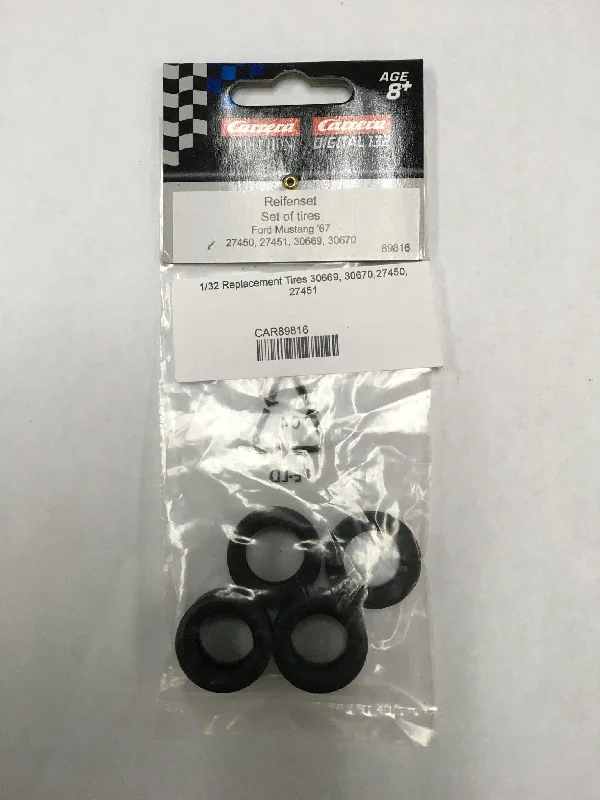 AGE
8+
Carrera Carrera
DIGITAL 132
Reifenset
Set of tires
Ford Mustang '67
27450, 27451, 30669, 30670
89816
1/32 Replacement Tires 30669, 30670,27450,
27451
CAR89816